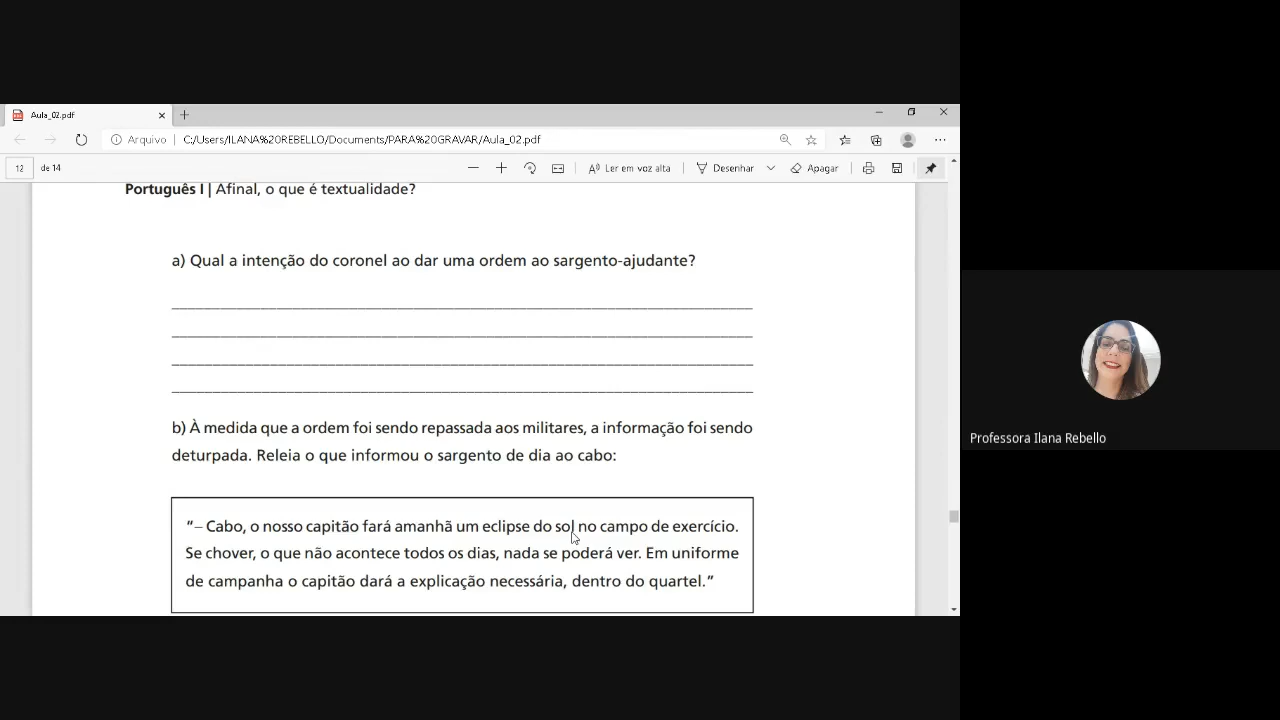 Aula_02.pdf
Arquivo | C:/Users/ILANA%20REBELLO/Documents/PARA%20GRAVAR/Aula_02.pdf
12 de 14
Ler em voz alta
Desenhar
Apagar
Português I | Afinal, o que é textualidade?
a) Qual a intenção do coronel ao dar uma ordem ao sargento-ajudante?
b) À medida que a ordem foi sendo repassada aos militares, a informação foi sendo
deturpada. Releia o que informou o sargento de dia ao cabo:
“– Cabo, o nosso capitão fará amanhã um eclipse do sol no campo de exercício.
Se chover, o que não acontece todos os dias, nada se poderá ver. Em uniforme
de campanha o capitão dará a explicação necessária, dentro do quartel.”
Professora Ilana Rebello